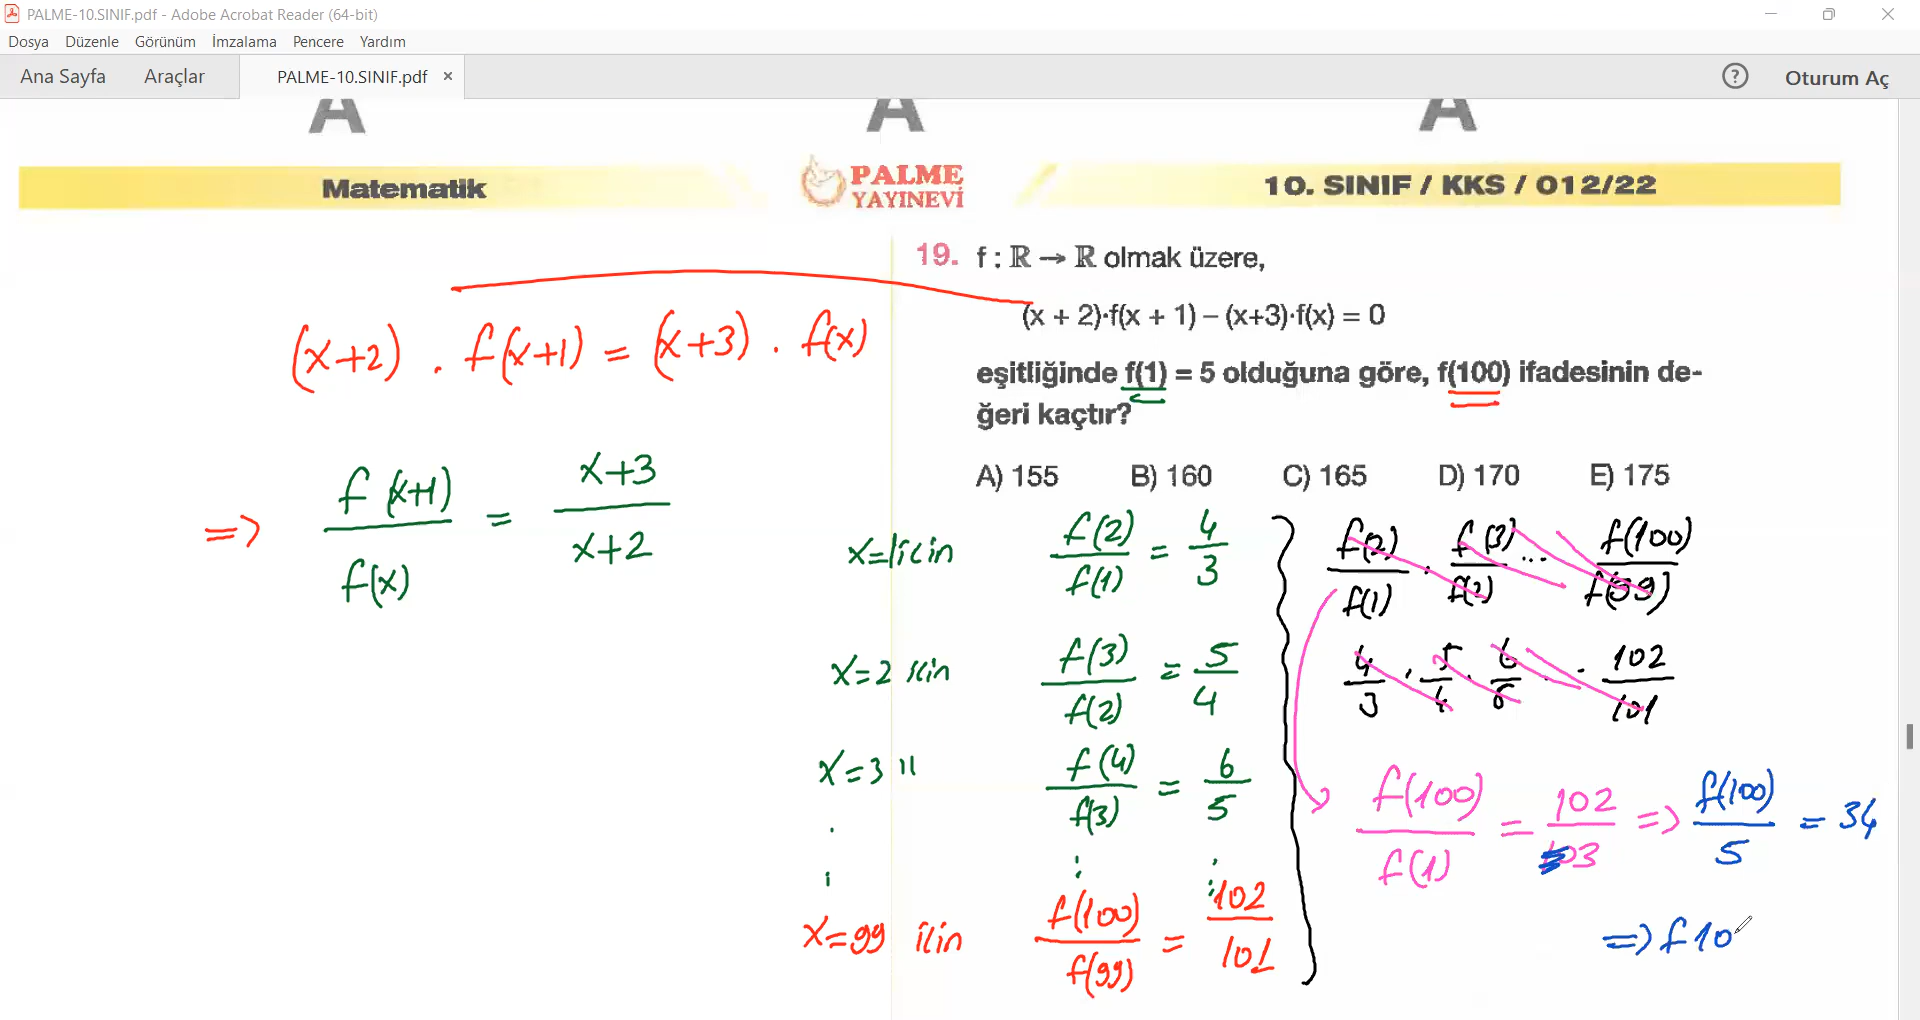 PALME-10.SINIF.pdf - Adobe Acrobat Reader (64-bit)
Dosya Düzenle Görünüm İmzalama Pencere Yardım
Ana Sayfa Araçlar PALME-10.SINIF.pdf × ? Oturum Aç
A A A
Matematik PALME YAYINEVİ 10. SINIF / KKS / 012/22
19. f : ℝ → ℝ olmak üzere,
(x + 2)·f(x + 1) – (x+3)·f(x) = 0
eşitliğinde f(1) = 5 olduğuna göre, f(100) ifadesinin de-
ğeri kaçtır?
A) 155 B) 160 C) 165 D) 170 E) 175
(x+2) . f(x+1) = (x+3) . f(x)
=> f(x+1)/f(x) = x+3/x+2
x=1 için f(2)/f(1) = 4/3
x=2 için f(3)/f(2) = 5/4
x=3 " f(4)/f(3) = 6/5
x=99 için f(100)/f(99) = 102/101
f(2)/f(1) . f(3)/f(2) ... f(100)/f(99)
4/3 . 5/4 . 6/5 . 102/101
f(100)/f(1) = 102/3 => f(100)/5 = 34
=> f 10